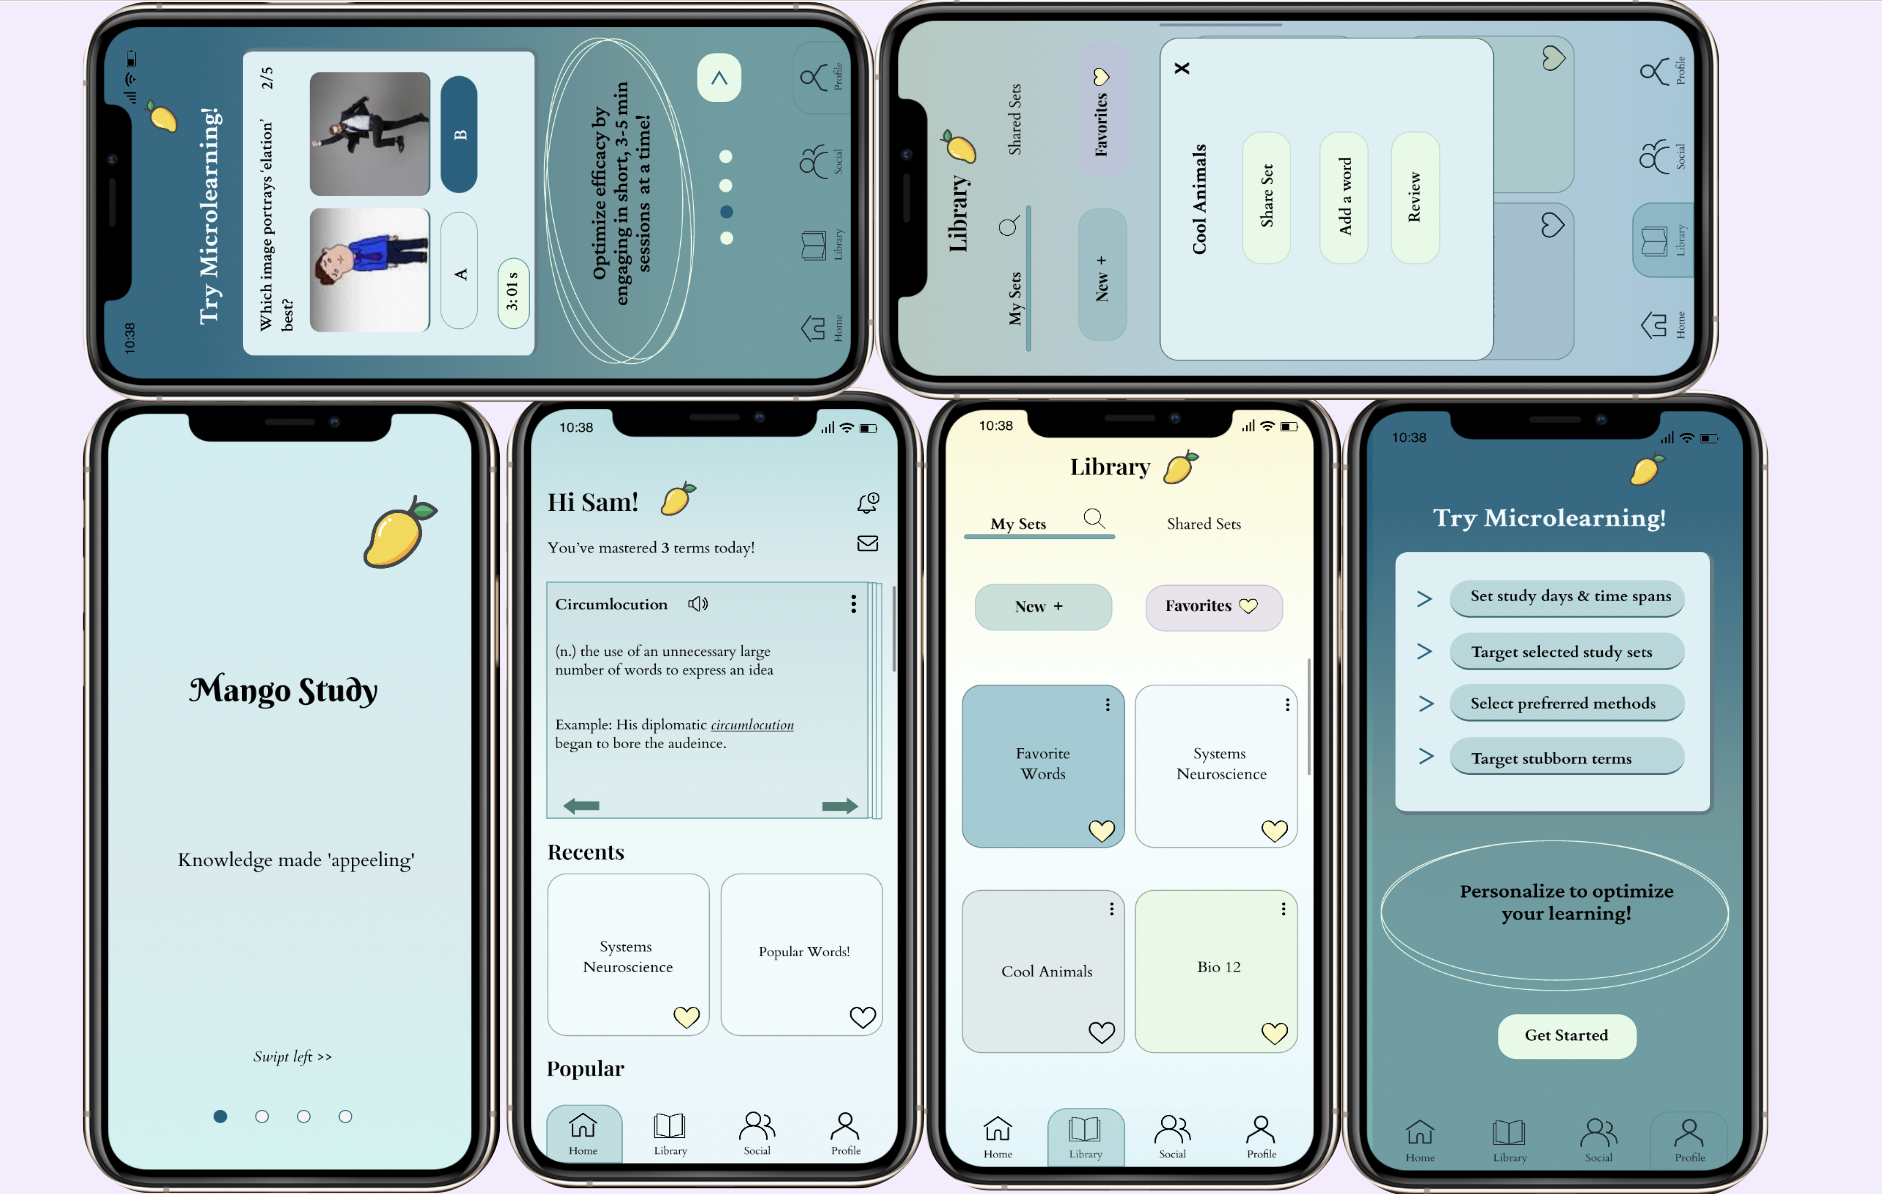 10:38
Try Microlearning!
Which image portrays 'elation'
best?
2/5
A
B
3: 01 s
Optimize efficacy by
engaging in short, 3-5 min
sessions at a time!
Home
Library
Social
Profile
Library
My Sets
Shared Sets
New +
Favorites
X
Cool Animals
Share Set
Add a word
Review
Home
Library
Social
Profile
Mango Study
Knowledge made 'appeeling'
Swipt left >>
10:38
Hi Sam!
1
You've mastered 3 terms today!
Circumlocution
(n.) the use of an unnecessary large
number of words to express an idea
Example: His diplomatic circumlocution
began to bore the audeince.
Recents
Systems
Neuroscience
Popular Words!
Popular
Home
Library
Social
Profile
10:38
Library
My Sets
Shared Sets
New +
Favorites
Favorite
Words
Systems
Neuroscience
Cool Animals
Bio 12
Home
Library
Social
Profile
10:38
Try Microlearning!
> Set study days & time spans
> Target selected study sets
> Select prefrerred methods
> Target stubborn terms
Personalize to optimize
your learning!
Get Started
Home
Library
Social
Profile